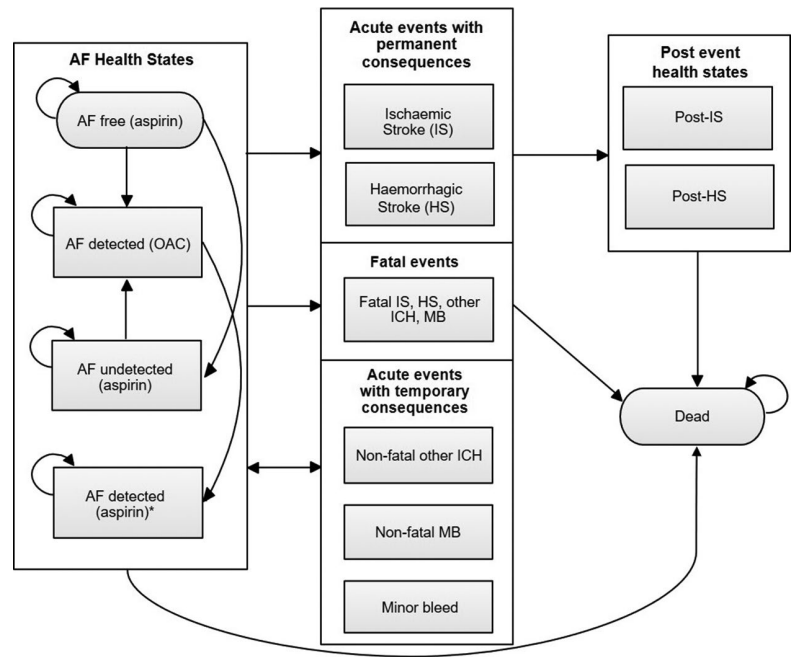 AF Health States
AF free (aspirin)
AF detected (OAC)
AF undetected
(aspirin)
AF detected
(aspirin)*
Acute events with
permanent
consequences
Ischaemic
Stroke (IS)
Haemorrhagic
Stroke (HS)
Fatal events
Fatal IS, HS, other
ICH, MB
Acute events
with temporary
consequences
Non-fatal other ICH
Non-fatal MB
Minor bleed
Post event
health states
Post-IS
Post-HS
Dead